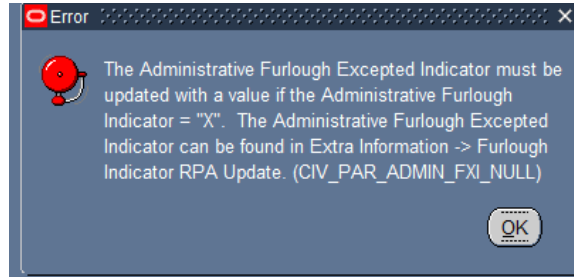 Error
The Administrative Furlough Excepted Indicator must be
updated with a value if the Administrative Furlough
Indicator = "X". The Administrative Furlough Excepted
Indicator can be found in Extra Information -> Furlough
Indicator RPA Update. (CIV_PAR_ADMIN_FXI_NULL)
OK